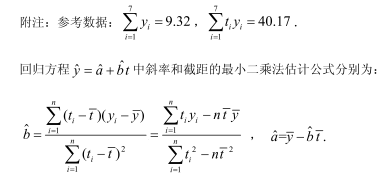 附注：参考数据：$\sum_{i=1}^{7} y_i = 9.32$，$\sum_{i=1}^{7} t_i y_i = 40.17$．
回归方程 $\hat{y} = \hat{a} + \hat{b}t$ 中斜率和截距的最小二乘法估计公式分别为：
$\hat{b} = \frac{\sum_{i=1}^{n}(t_i - \overline{t})(y_i - \overline{y})}{\sum_{i=1}^{n}(t_i - \overline{t})^2} = \frac{\sum_{i=1}^{n} t_i y_i - n\overline{t}\,\overline{y}}{\sum_{i=1}^{n} t_i^2 - n\overline{t}^2}$ ， $\hat{a} = \overline{y} - \hat{b}\overline{t}$．